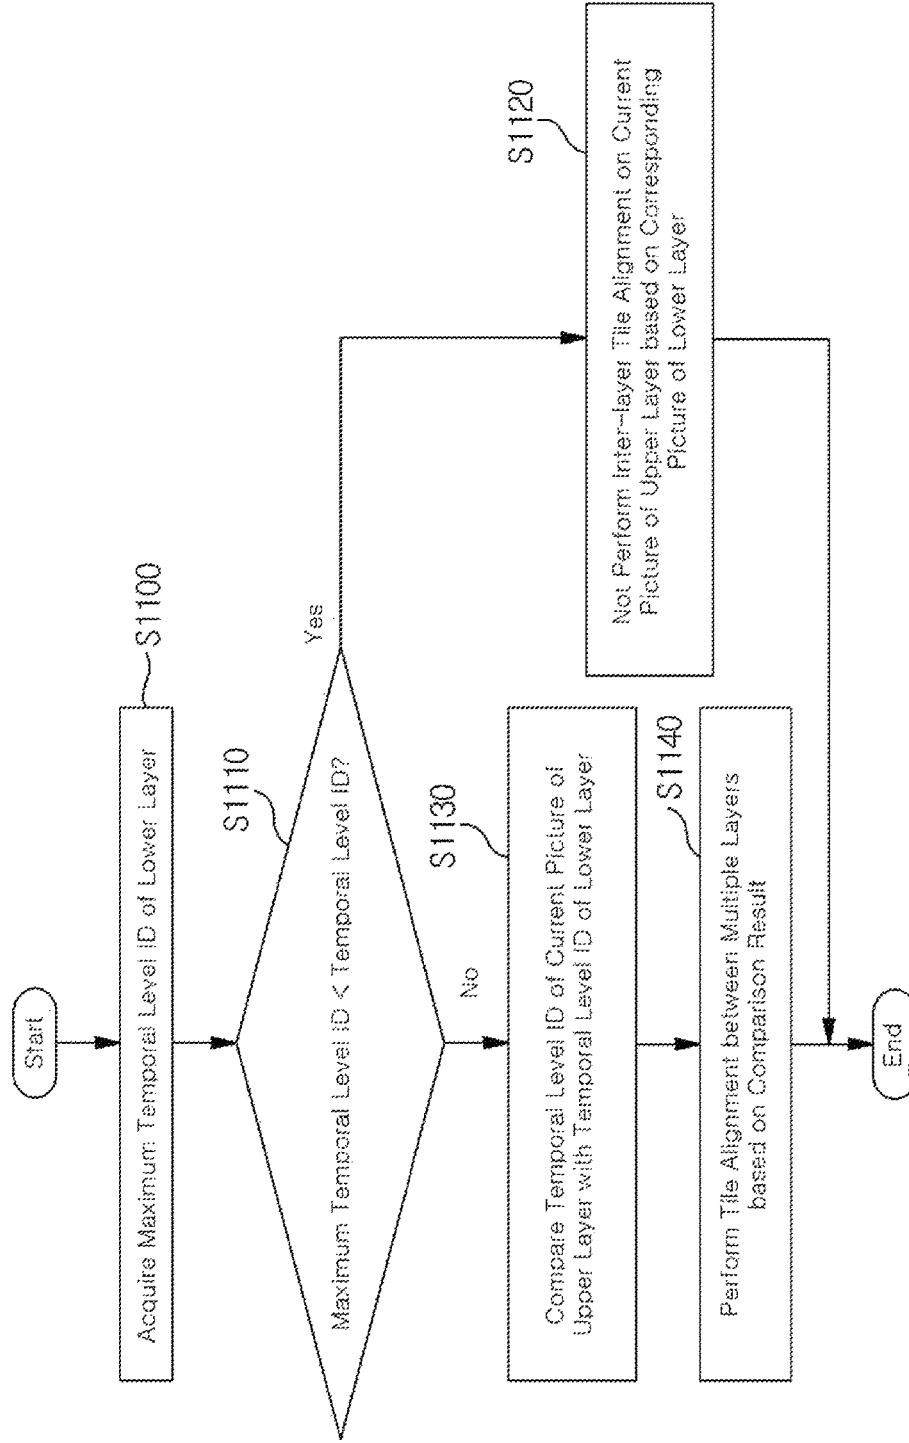 Start
S1100
Acquire Maximum Temporal Level ID of Lower Layer
S1110
Maximum Temporal Level ID < Temporal Level ID?
Yes
No
S1120
Not Perform Inter-layer Tile Alignment on Current
Picture of Upper Layer based on Corresponding
Picture of Lower Layer
S1130
Compare Temporal Level ID of Current Picture of
Upper Layer with Temporal Level ID of Lower Layer
S1140
Perform Tile Alignment between Multiple Layers
based on Comparison Result
End